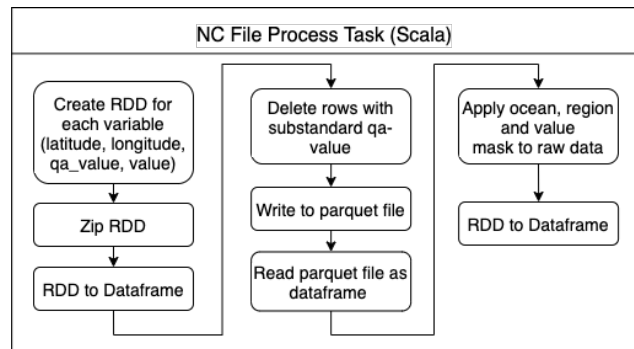 NC File Process Task (Scala)
Create RDD for
each variable
(latitude, longitude,
qa_value, value)
Zip RDD
RDD to Dataframe
Delete rows with
substandard qa-
value
Write to parquet file
Read parquet file as
dataframe
Apply ocean, region
and value
mask to raw data
RDD to Dataframe